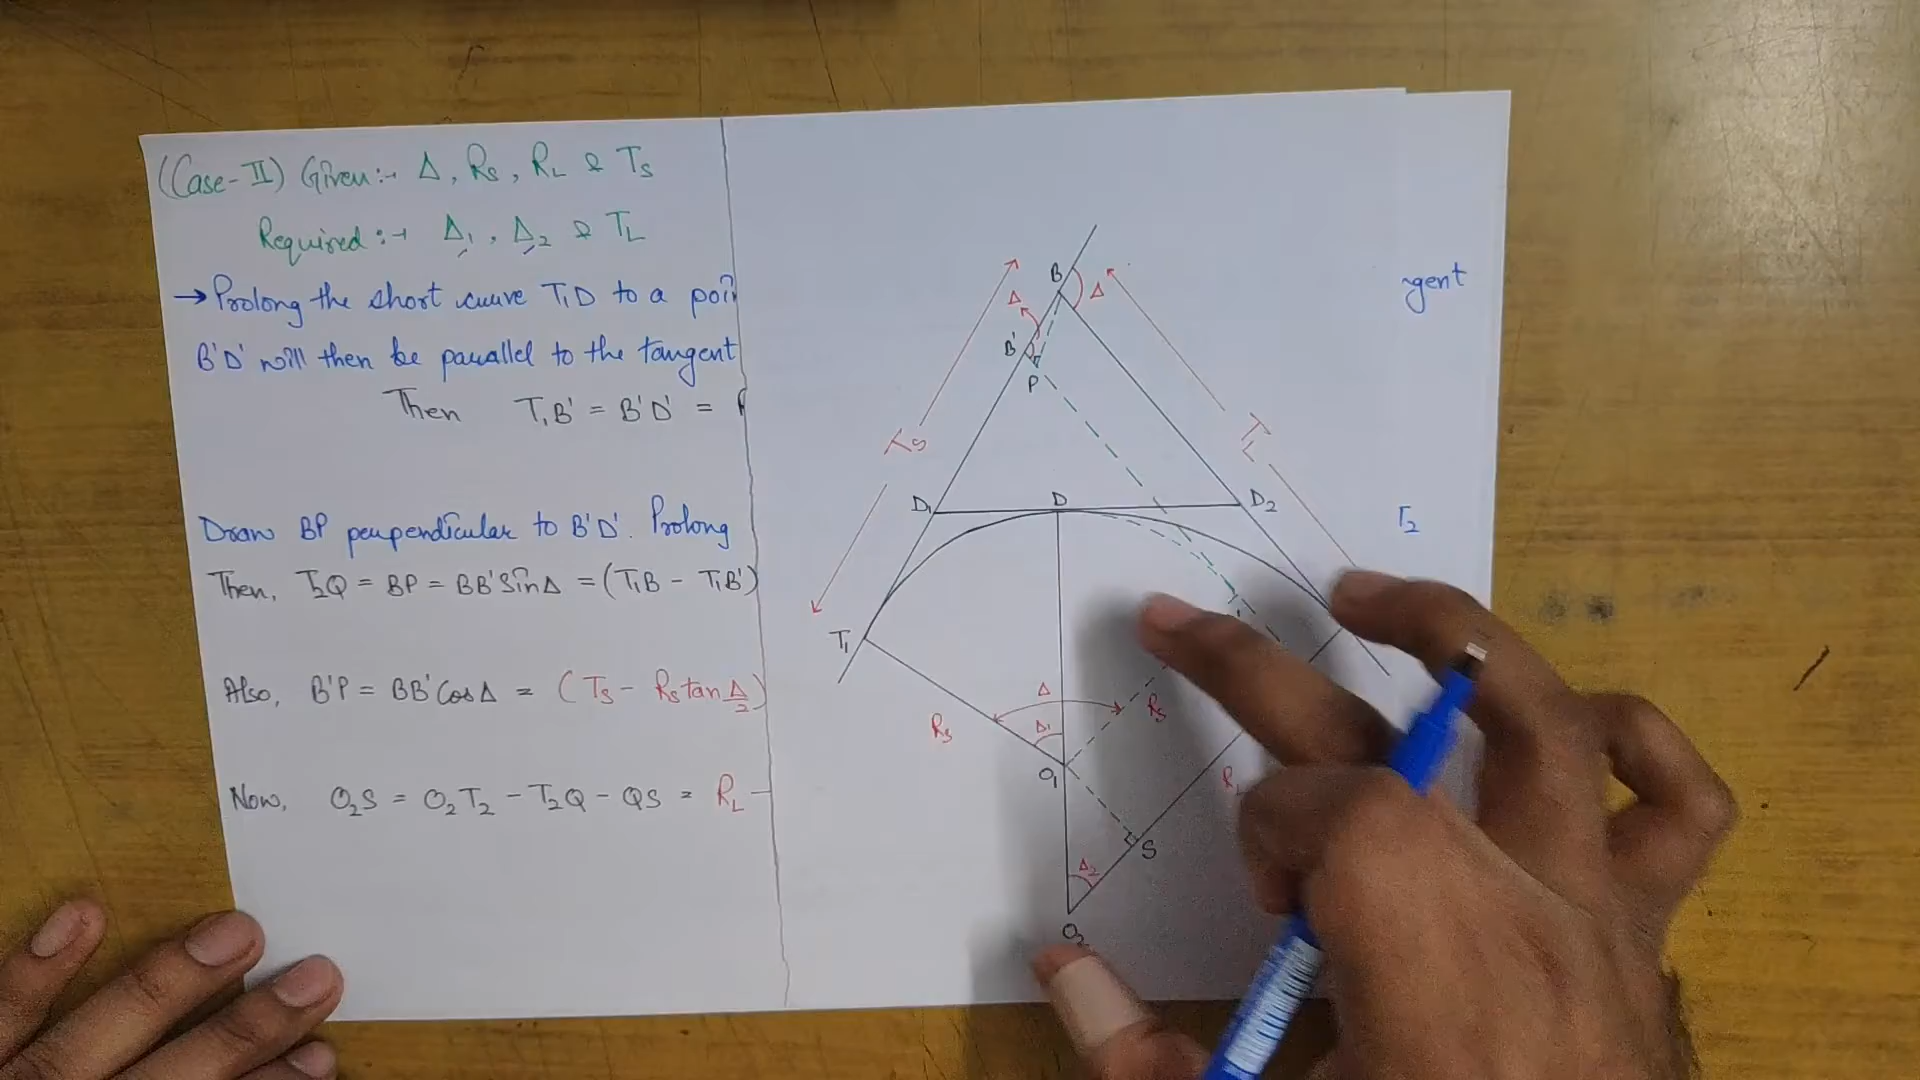 (Case-II) Given:- Δ, Rs, RL & Ts
Required:→ Δ1, Δ2 & TL
→ Prolong the short curve T1D to a poi
B'D' will then be parallel to the tangent
Then T1B' = B'D' =
Draw BP perpendicular to B'D'. Prolong
Then, T2Q = BP = BB'SinΔ = (T1B - T1B')
Also, B'P = BB'CosΔ = (Ts - Rs tan Δ/2)
Now, O2S = O2T2 - T2Q - QS = RL -
gent
T2
B
Δ
Δ
B'
P
Ts
TL
D1
D
D2
T1
Δ
Rs
Rs
Δ1
O1
RL
S
Δ2
O2